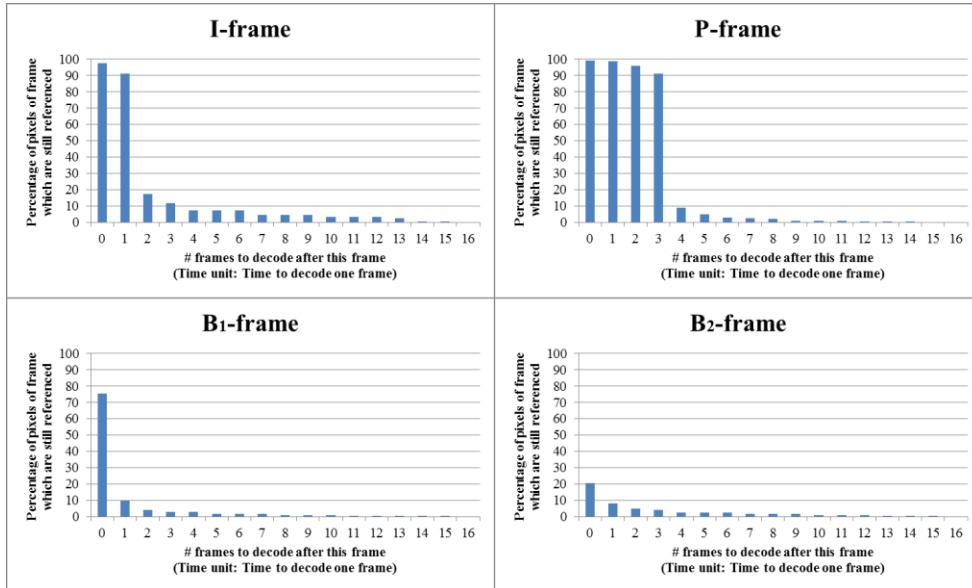 I-frame
Percentage of pixels of frame
which are still referenced
100
90
80
70
60
50
40
30
20
10
0
0 1 2 3 4 5 6 7 8 9 10 11 12 13 14 15 16
# frames to decode after this frame
(Time unit: Time to decode one frame)
P-frame
Percentage of pixels of frame
which are still referenced
100
90
80
70
60
50
40
30
20
10
0
0 1 2 3 4 5 6 7 8 9 10 11 12 13 14 15 16
# frames to decode after this frame
(Time unit: Time to decode one frame)
B1-frame
Percentage of pixels of frame
which are still referenced
100
90
80
70
60
50
40
30
20
10
0
0 1 2 3 4 5 6 7 8 9 10 11 12 13 14 15 16
# frames to decode after this frame
(Time unit: Time to decode one frame)
B2-frame
Percentage of pixels of frame
which are still referenced
100
90
80
70
60
50
40
30
20
10
0
0 1 2 3 4 5 6 7 8 9 10 11 12 13 14 15 16
# frames to decode after this frame
(Time unit: Time to decode one frame)